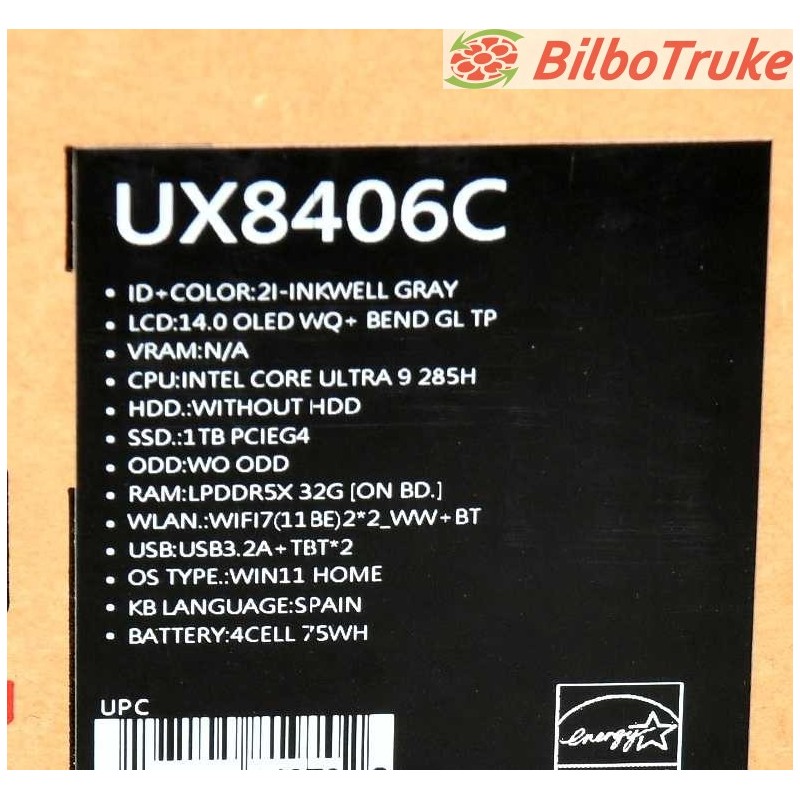 BilboTruke
UX8406C
• ID+COLOR:2I-INKWELL GRAY
• LCD:14.0 OLED WQ+ BEND GL TP
• VRAM:N/A
• CPU:INTEL CORE ULTRA 9 285H
• HDD.:WITHOUT HDD
• SSD.:1TB PCIEG4
• ODD:WO ODD
• RAM:LPDDR5X 32G [ON BD.]
• WLAN.:WIFI7(11BE)2*2_WW+BT
• USB:USB3.2A+TBT*2
• OS TYPE.:WIN11 HOME
• KB LANGUAGE:SPAIN
• BATTERY:4CELL 75WH
UPC
energy